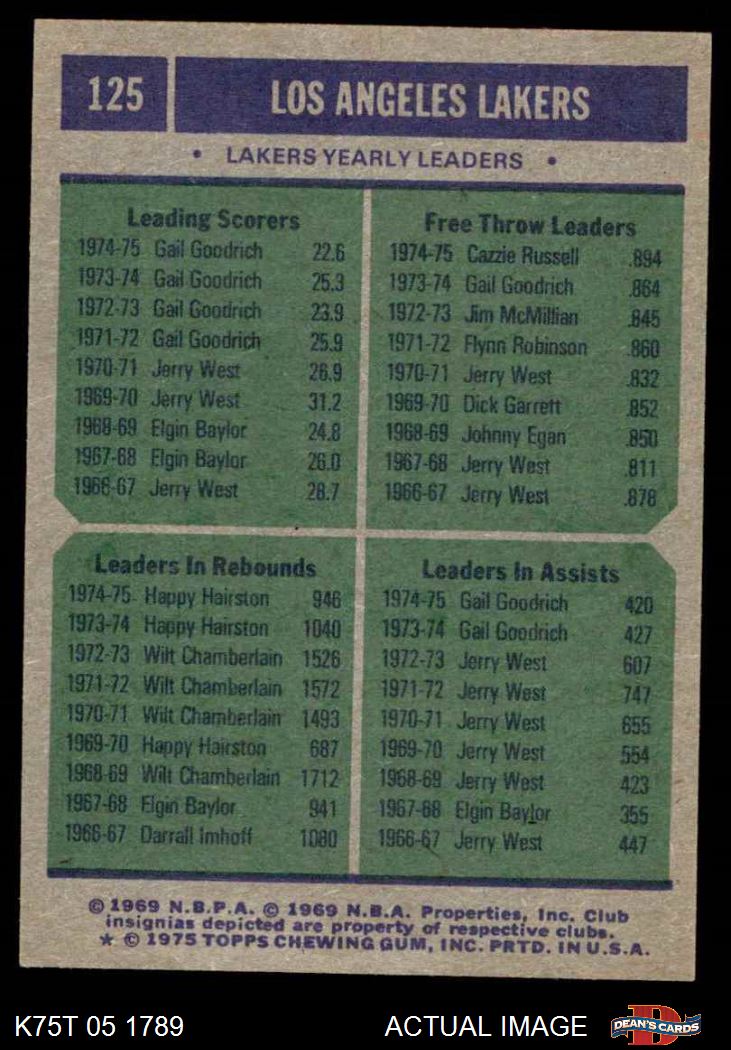 125 LOS ANGELES LAKERS
• LAKERS YEARLY LEADERS •
Leading Scorers
1974-75 Gail Goodrich 22.6
1973-74 Gail Goodrich 25.3
1972-73 Gail Goodrich 23.9
1971-72 Gail Goodrich 25.9
1970-71 Jerry West 26.9
1969-70 Jerry West 31.2
1968-69 Elgin Baylor 24.8
1967-68 Elgin Baylor 26.0
1966-67 Jerry West 28.7
Free Throw Leaders
1974-75 Cazzie Russell .894
1973-74 Gail Goodrich .864
1972-73 Jim McMillian .845
1971-72 Flynn Robinson .860
1970-71 Jerry West .832
1969-70 Dick Garrett .852
1968-69 Johnny Egan .850
1967-68 Jerry West .811
1966-67 Jerry West .878
Leaders In Rebounds
1974-75 Happy Hairston 946
1973-74 Happy Hairston 1040
1972-73 Wilt Chamberlain 1526
1971-72 Wilt Chamberlain 1572
1970-71 Wilt Chamberlain 1493
1969-70 Happy Hairston 687
1968-69 Wilt Chamberlain 1712
1967-68 Elgin Baylor 941
1966-67 Darrall Imhoff 1080
Leaders In Assists
1974-75 Gail Goodrich 420
1973-74 Gail Goodrich 427
1972-73 Jerry West 607
1971-72 Jerry West 747
1970-71 Jerry West 655
1969-70 Jerry West 554
1968-69 Jerry West 423
1967-68 Elgin Baylor 355
1966-67 Jerry West 447
© 1969 N.B.P.A. © 1969 N.B.A. Properties, Inc. Club
insignias depicted are property of respective clubs.
★ © 1975 TOPPS CHEWING GUM, INC. PRTD. IN U.S.A.
K75T 05 1789 ACTUAL IMAGE
D
DEAN'S CARDS